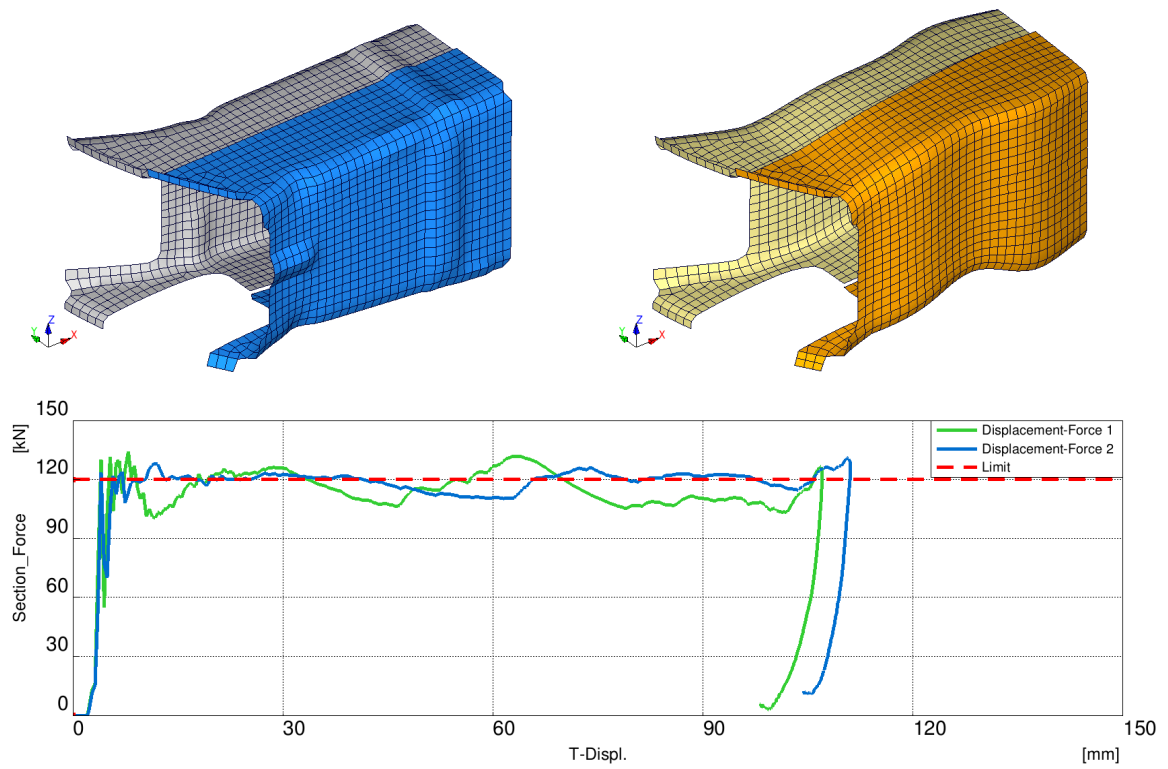 Z
Y
X
Z
Y
X
150
[kN]
120
90
60
30
0
Section_Force
Displacement-Force 1
Displacement-Force 2
Limit
0
30
60
90
120
150
T-Displ.
[mm]